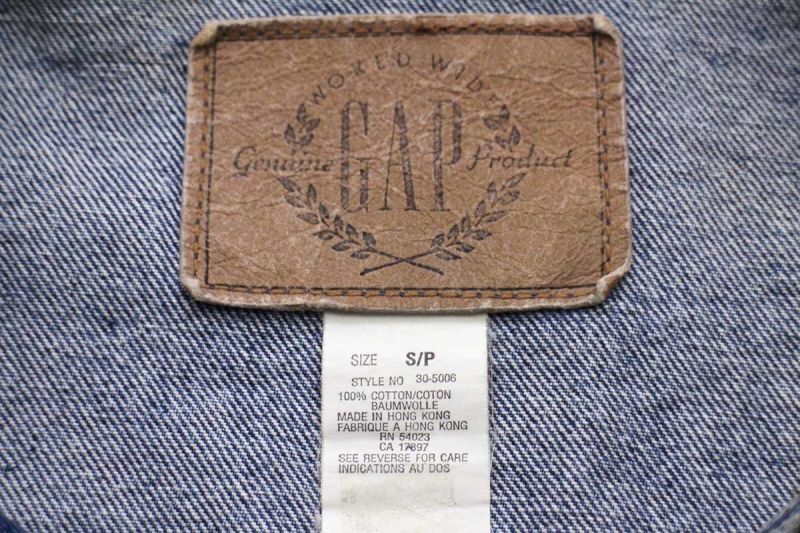 WORLD WIDE
Genuine GAP Product
SIZE S/P
STYLE NO 30-5006
100% COTTON/COTON
BAUMWOLLE
MADE IN HONG KONG
FABRIQUE A HONG KONG
RN 54023
CA 17897
SEE REVERSE FOR CARE
INDICATIONS AU DOS